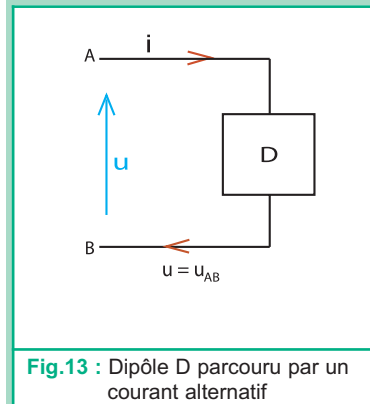 i
A
u
D
B
u = uAB
Fig.13 : Dipôle D parcouru par un
courant alternatif